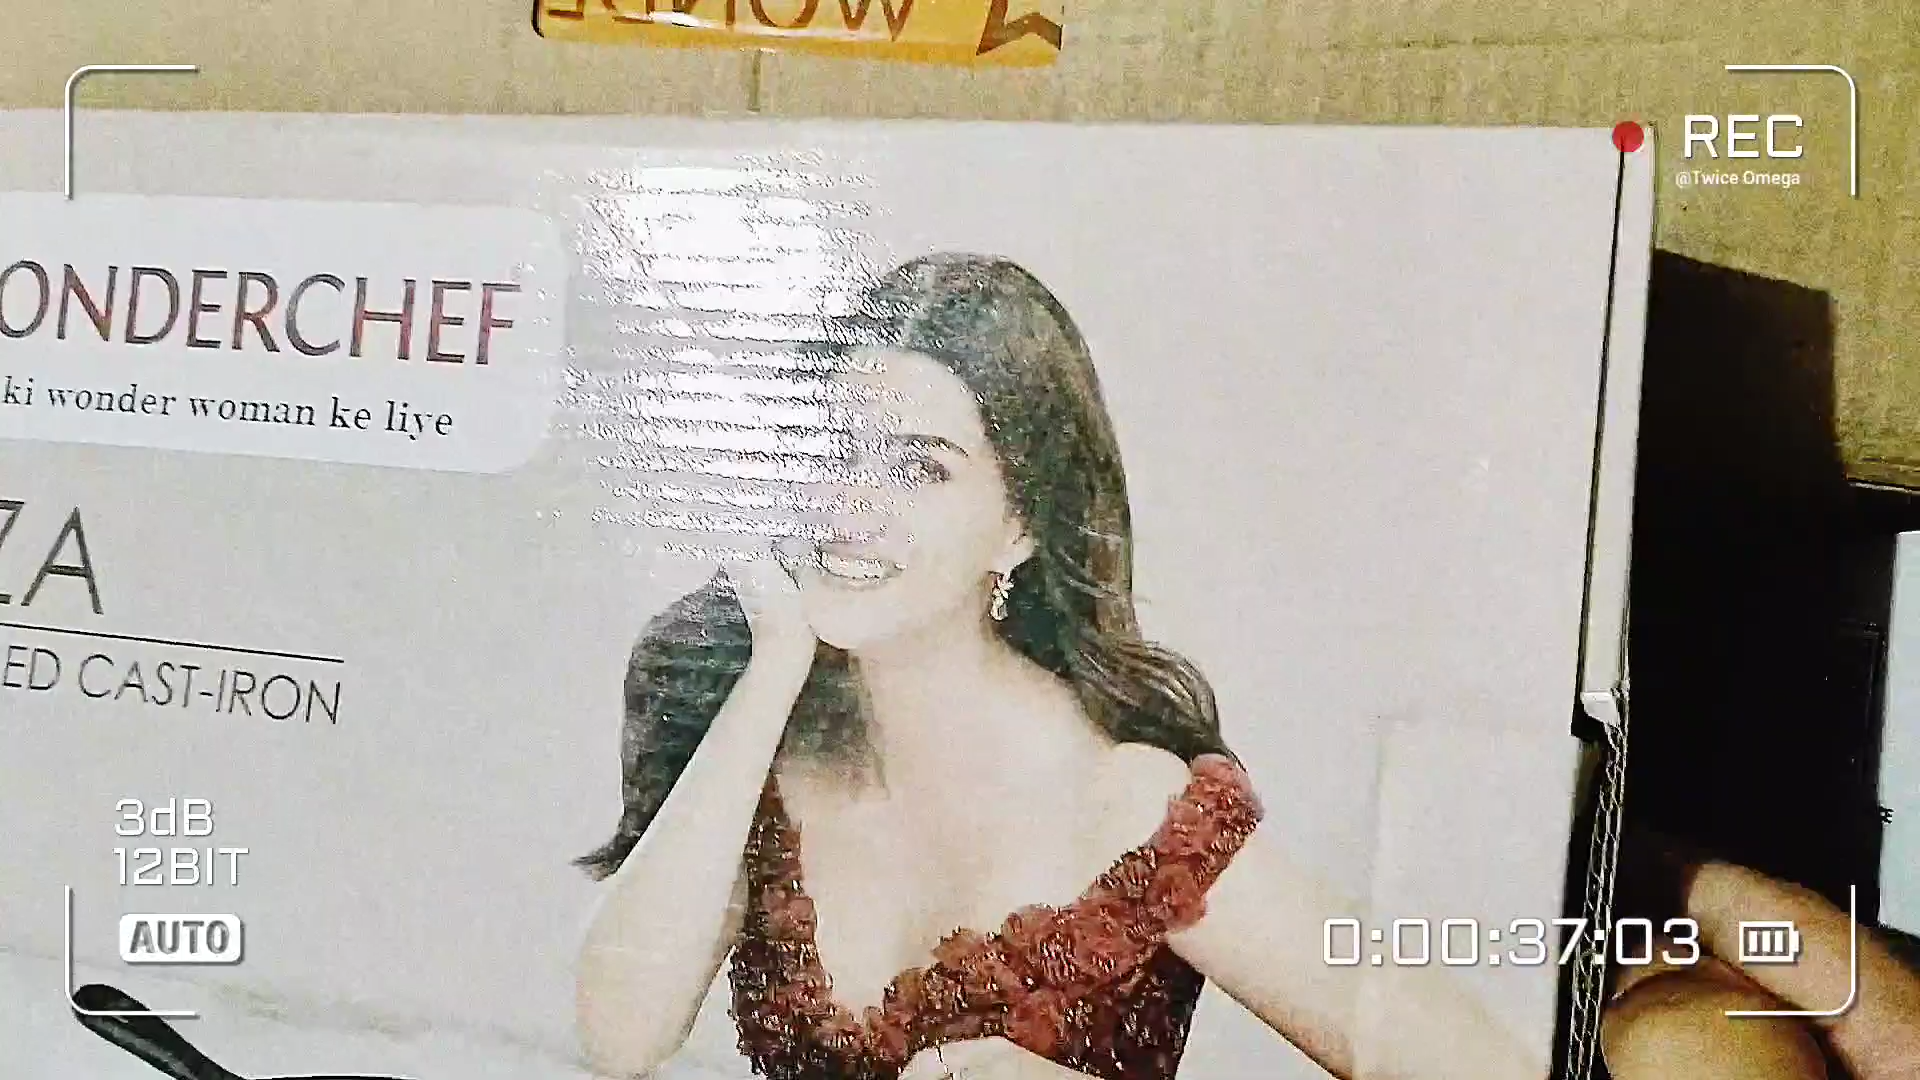 REC
@Twice Omega
ONDERCHEF
ki wonder woman ke liye
ZA
ED CAST-IRON
3dB
12BIT
AUTO
0:00:37:03